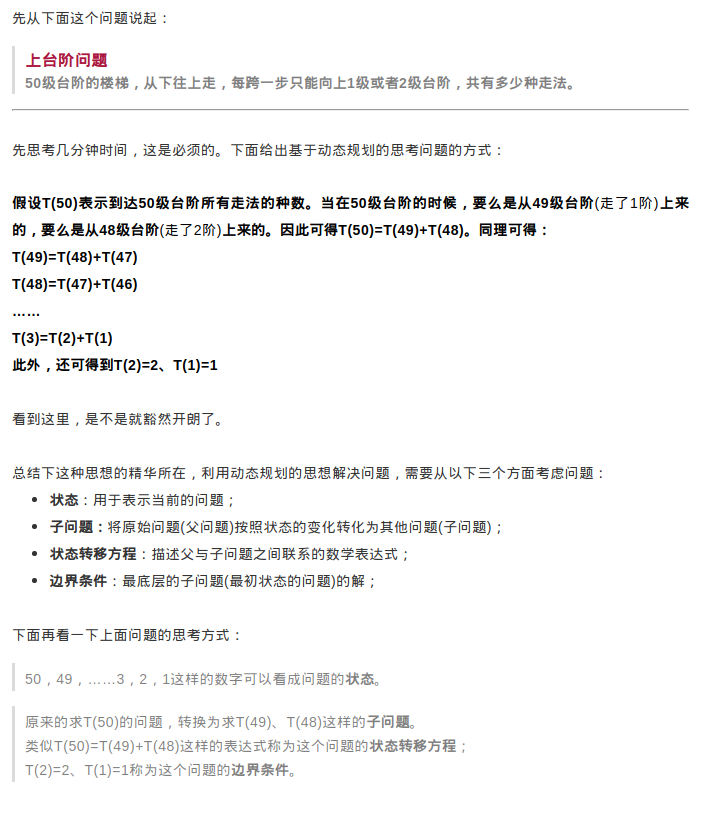 先从下面这个问题说起：
上台阶问题
50级台阶的楼梯，从下往上走，每跨一步只能向上1级或者2级台阶，共有多少种走法。
先思考几分钟时间，这是必须的。下面给出基于动态规划的思考问题的方式：
假设T(50)表示到达50级台阶所有走法的种数。当在50级台阶的时候，要么是从49级台阶(走了1阶)上来
的，要么是从48级台阶(走了2阶)上来的。因此可得T(50)=T(49)+T(48)。同理可得：
T(49)=T(48)+T(47)
T(48)=T(47)+T(46)
……
T(3)=T(2)+T(1)
此外，还可得到T(2)=2、T(1)=1
看到这里，是不是就豁然开朗了。
总结下这种思想的精华所在，利用动态规划的思想解决问题，需要从以下三个方面考虑问题：
• 状态：用于表示当前的问题；
• 子问题：将原始问题(父问题)按照状态的变化转化为其他问题(子问题)；
• 状态转移方程：描述父与子问题之间联系的数学表达式；
• 边界条件：最底层的子问题(最初状态的问题)的解；
下面再看一下上面问题的思考方式：
50，49，……3，2，1这样的数字可以看成问题的状态。
原来的求T(50)的问题，转换为求T(49)、T(48)这样的子问题。
类似T(50)=T(49)+T(48)这样的表达式称为这个问题的状态转移方程；
T(2)=2、T(1)=1称为这个问题的边界条件。